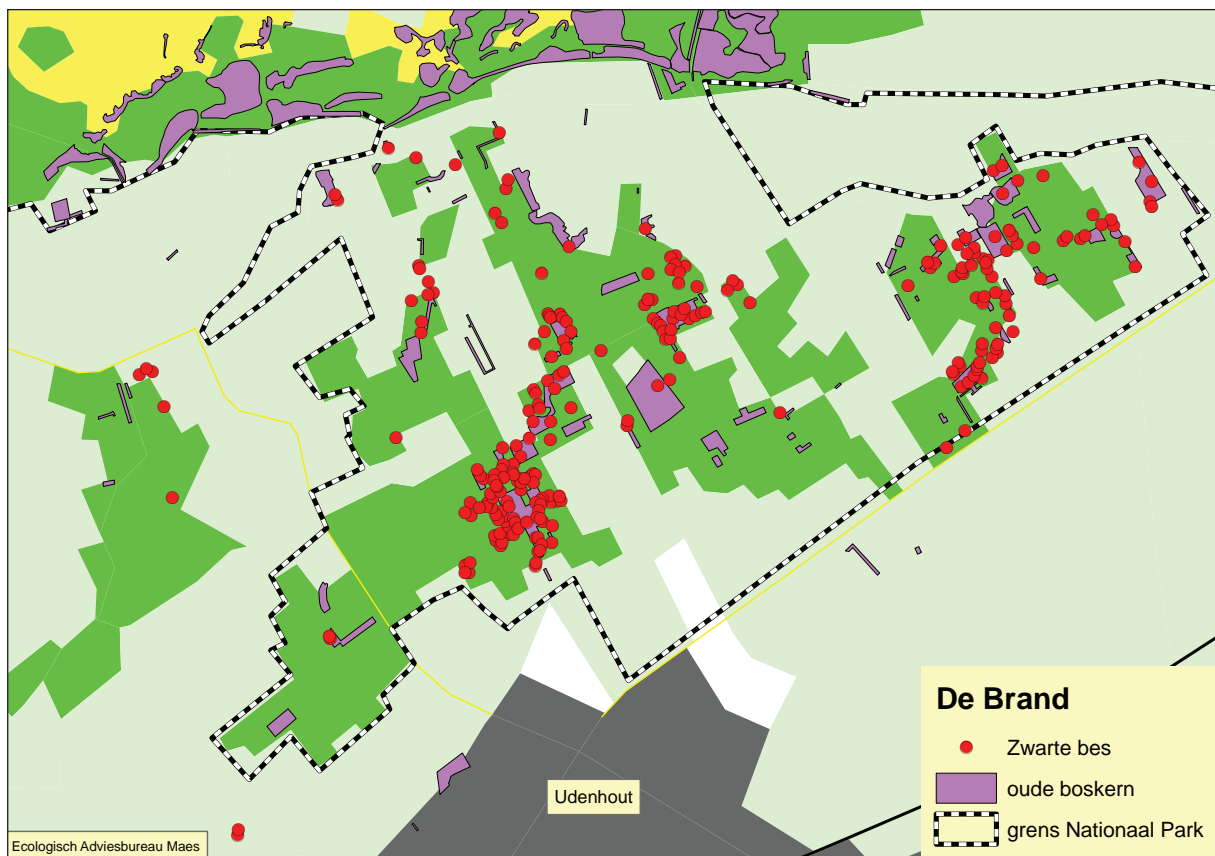 De Brand
Zwarte bes
oude boskern
grens Nationaal Park
Udenhout
Ecologisch Adviesbureau Maes